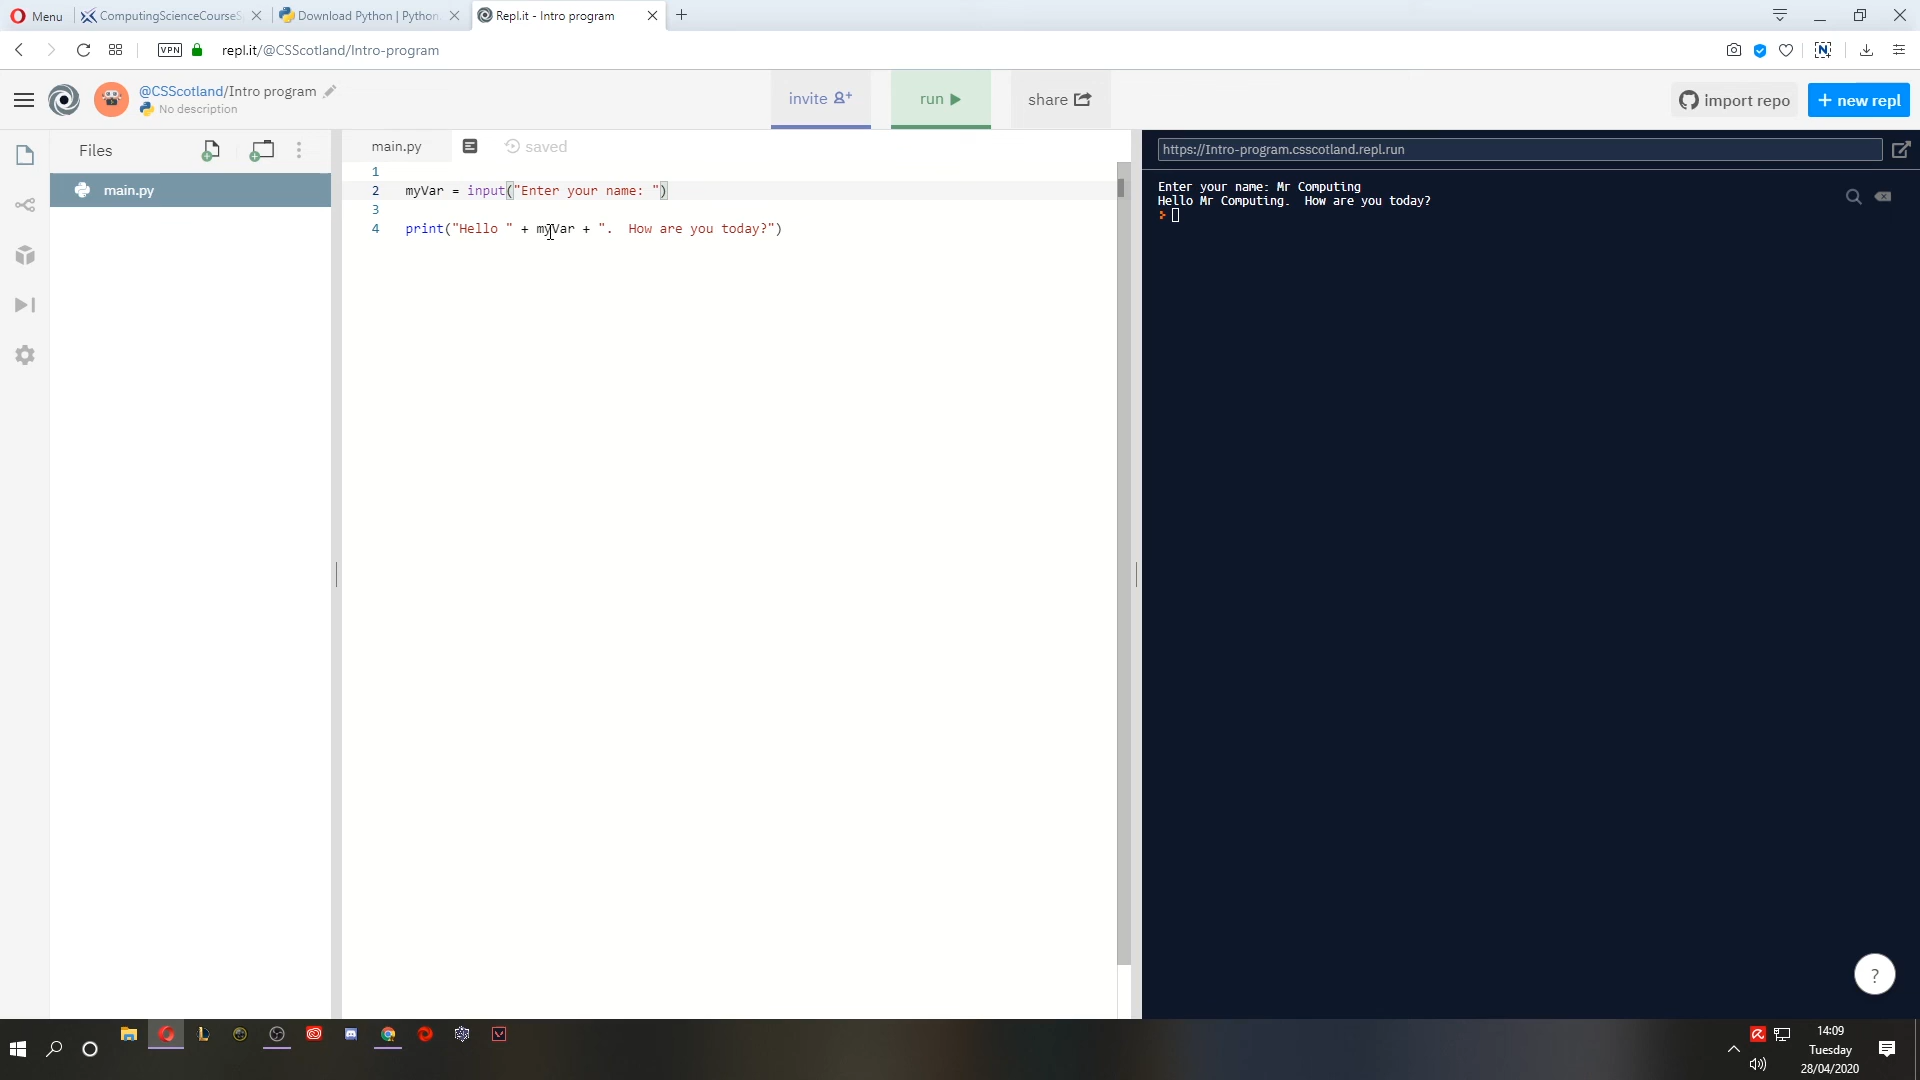 Menu
ComputingScienceCourseS
Download Python | Python.
Repl.it - Intro program
VPN
repl.it/@CSScotland/Intro-program
@CSScotland/Intro program
No description
invite
run
share
import repo
+ new repl
Files
main.py
main.py
saved
1
2 myVar = input("Enter your name: ")
3
4 print("Hello " + myVar + ".  How are you today?")
https://Intro-program.csscotland.repl.run
Enter your name: Mr Computing
Hello Mr Computing.  How are you today?
?
14:09
Tuesday
28/04/2020